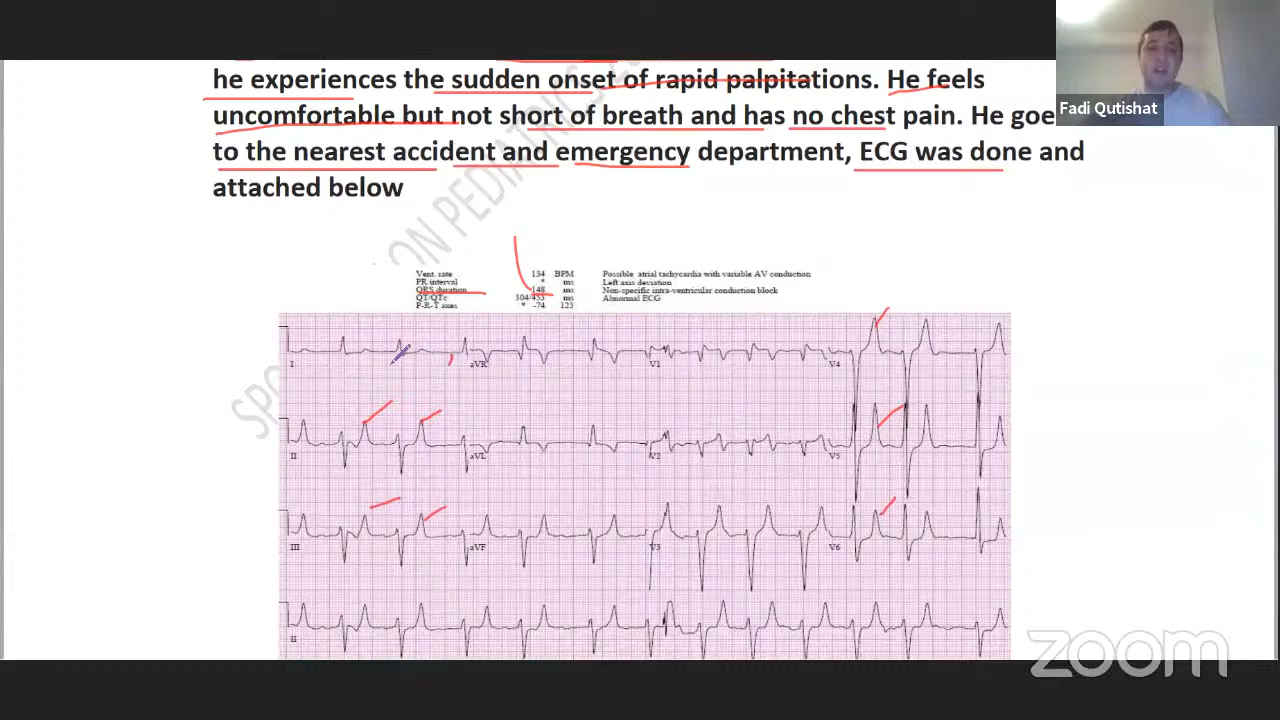 he experiences the sudden onset of rapid palpitations. He feels
Fadi Qutishat
uncomfortable but not short of breath and has no chest pain. He goe
to the nearest accident and emergency department, ECG was done and
attached below
ON PEDIATRICS
Vent. rate 134 BPM Possible atrial tachycardia with variable AV conduction
PR interval * ms Left axis deviation
QRS duration 148 ms Non-specific intra-ventricular conduction block
QT/QTc 304/453 ms Abnormal ECG
P-R-T axes * -74 123
I aVR V1 V4
II aVL V2 V5
III aVF V3 V6
II
zoom